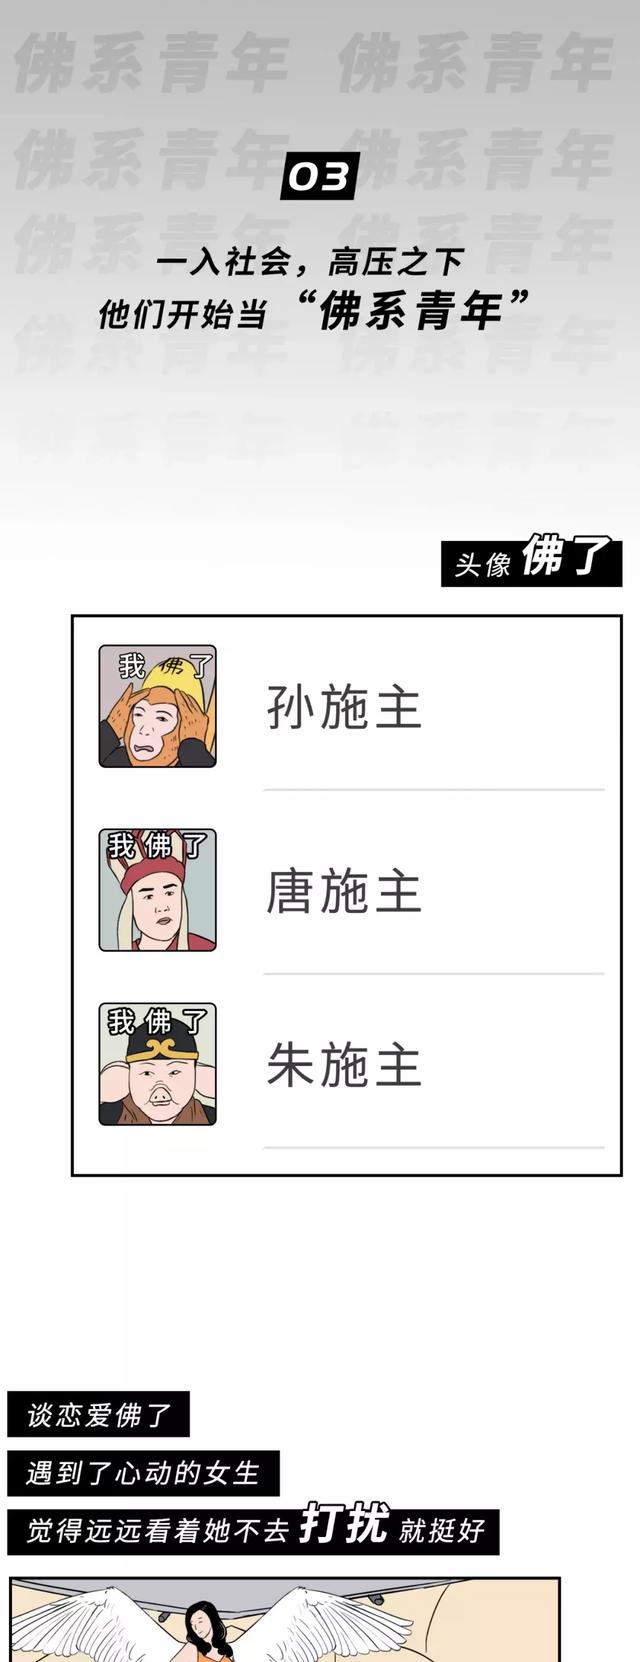 佛系青年 佛系青年
佛系青年 佛系青年
03
佛系青年 佛系青年
一入社会，高压之下
他们开始当“佛系青年”
佛系青年 佛系青年
佛系青年 佛系青年
头像佛了
我佛了
孙施主
我佛了
唐施主
我佛了
朱施主
谈恋爱佛了
遇到了心动的女生
觉得远远看着她不去打扰就挺好